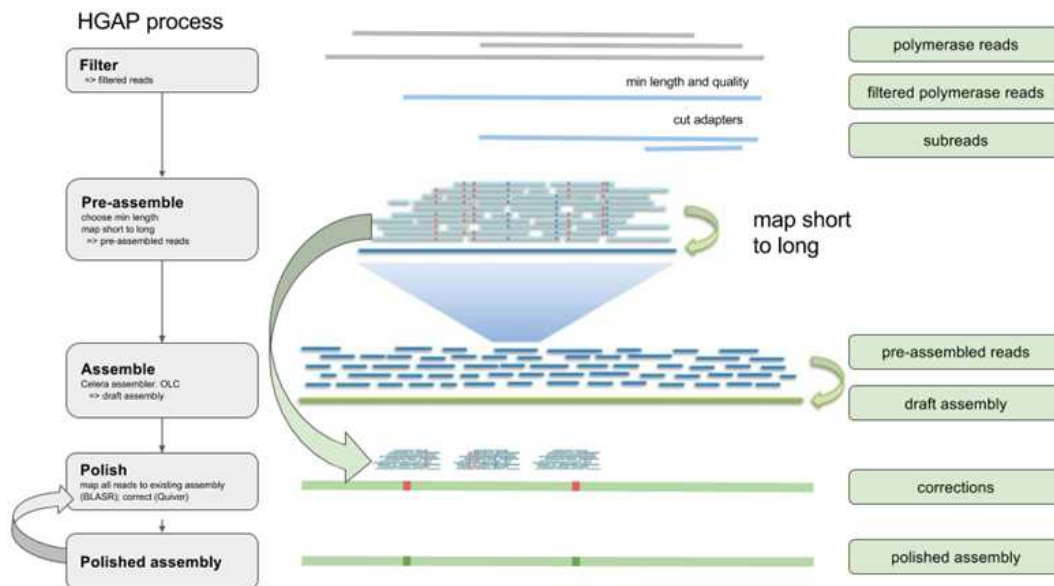 HGAP process
Filter
=> filtered reads
Pre-assemble
choose min length
map short to long
=> pre-assembled reads
Assemble
Celera assembler. OLC
=> draft assembly
Polish
map all reads to existing assembly
(BLASR); correct (Quiver)
Polished assembly
min length and quality
cut adapters
map short
to long
polymerase reads
filtered polymerase reads
subreads
pre-assembled reads
draft assembly
corrections
polished assembly